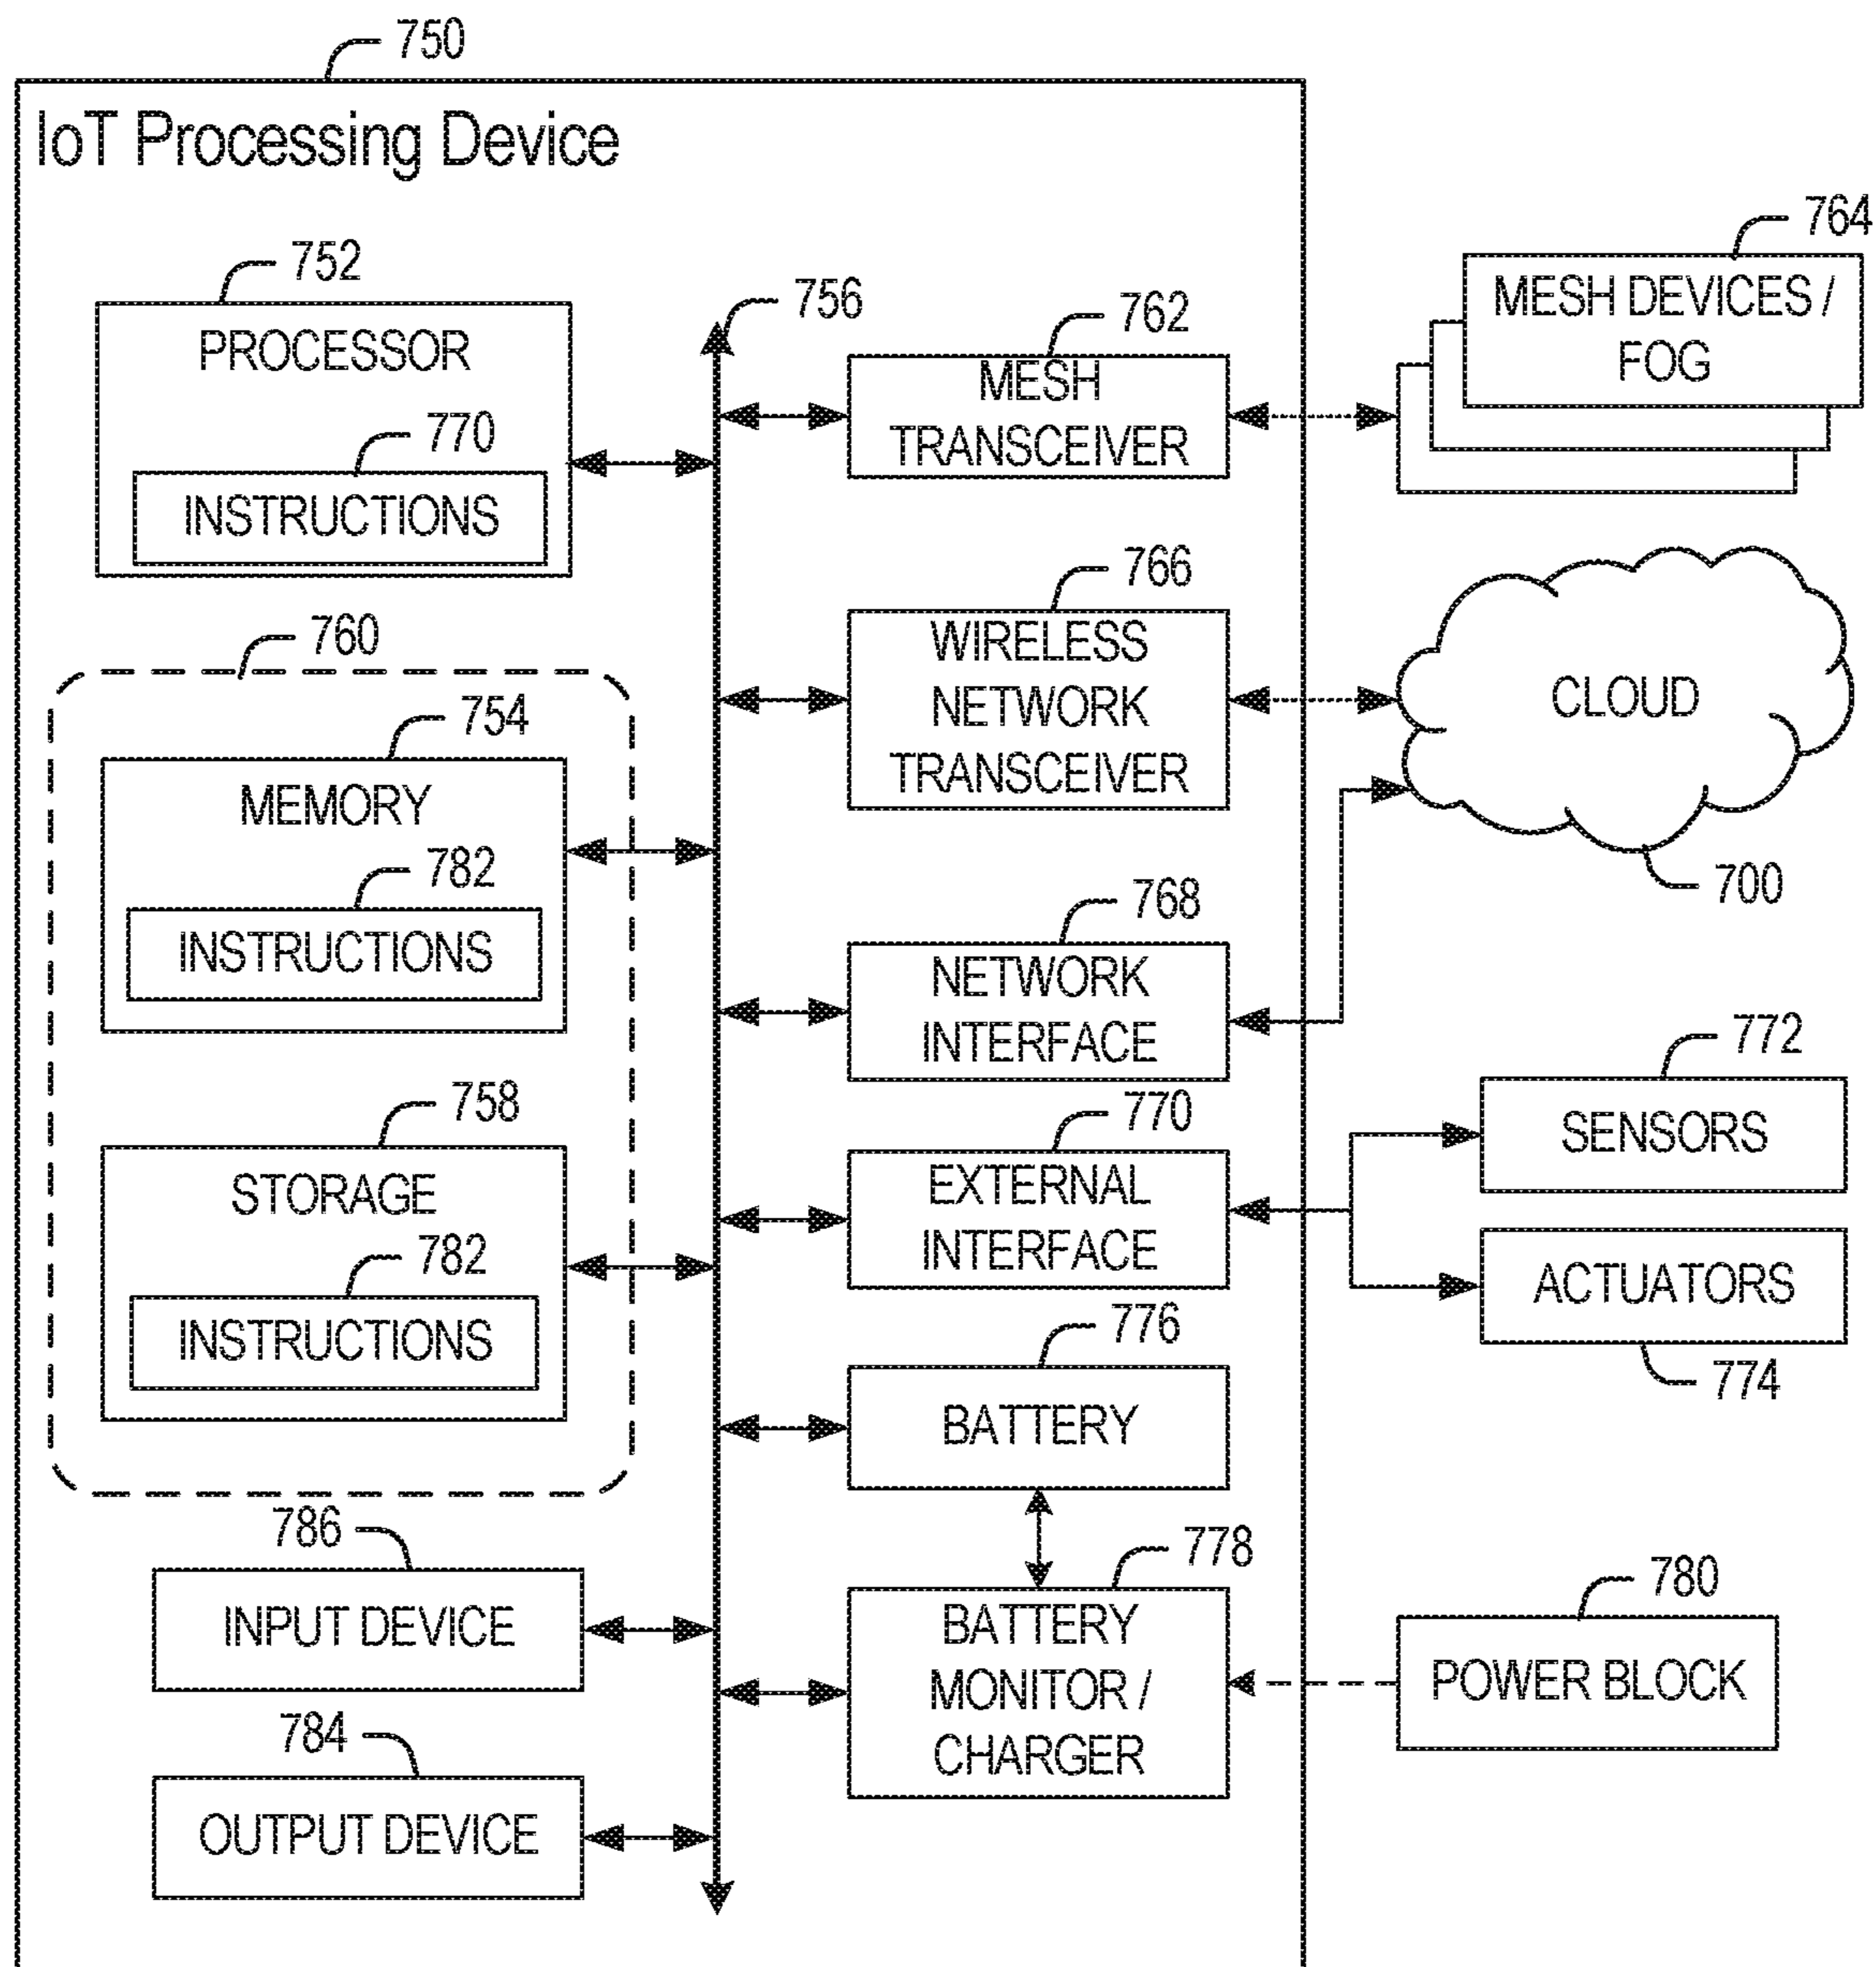 750
IoT Processing Device
752
PROCESSOR
770
INSTRUCTIONS
760
754
MEMORY
782
INSTRUCTIONS
758
STORAGE
782
INSTRUCTIONS
786
INPUT DEVICE
784
OUTPUT DEVICE
756
762
MESH
TRANSCEIVER
766
WIRELESS
NETWORK
TRANSCEIVER
768
NETWORK
INTERFACE
770
EXTERNAL
INTERFACE
776
BATTERY
778
BATTERY
MONITOR /
CHARGER
764
MESH DEVICES /
FOG
CLOUD
700
772
SENSORS
ACTUATORS
774
780
POWER BLOCK